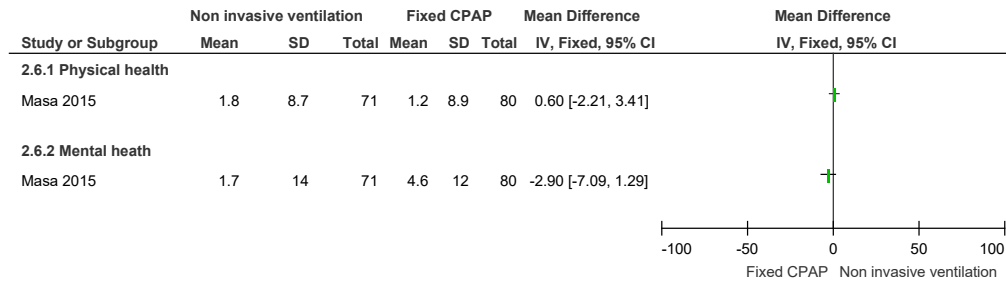 Non invasive ventilation Fixed CPAP Mean Difference Mean Difference
Study or Subgroup Mean SD Total Mean SD Total IV, Fixed, 95% CI IV, Fixed, 95% CI
2.6.1 Physical health
Masa 2015 1.8 8.7 71 1.2 8.9 80 0.60 [-2.21, 3.41]
2.6.2 Mental heath
Masa 2015 1.7 14 71 4.6 12 80 -2.90 [-7.09, 1.29]
-100 -50 0 50 100
Fixed CPAP Non invasive ventilation